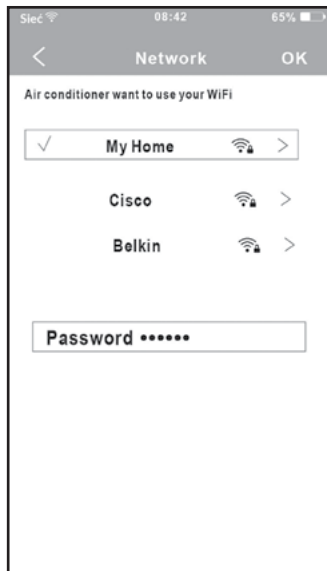 Sieć 08:42 65%
< Network OK
Air conditioner want to use your WiFi
✓ My Home >
Cisco >
Belkin >
Password ••••••